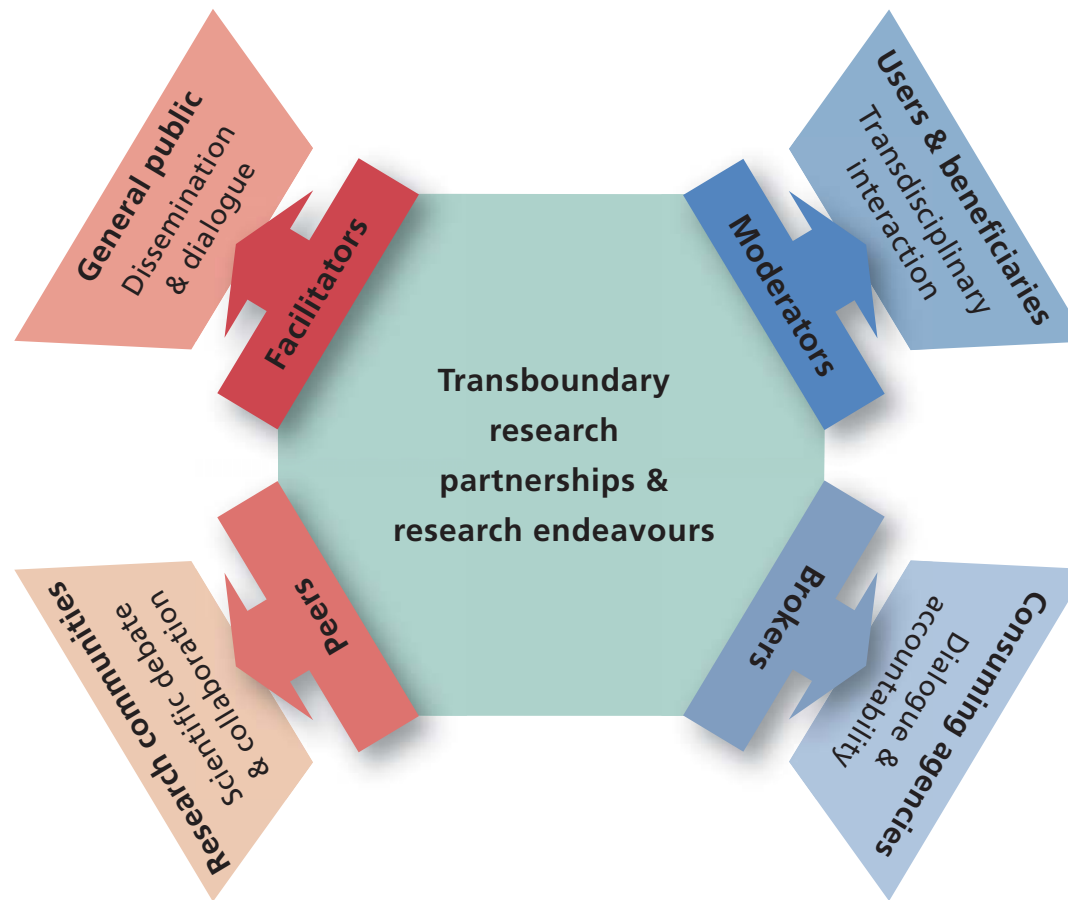 General public
Dissemination
& dialogue
Facilitators
Users & beneficiaries
Transdisciplinary
interaction
Moderators
Transboundary
research
partnerships &
research endeavours
Peers
Research communities
Scientific debate
& collaboration
Brokers
Consuming agencies
Dialogue &
accountability